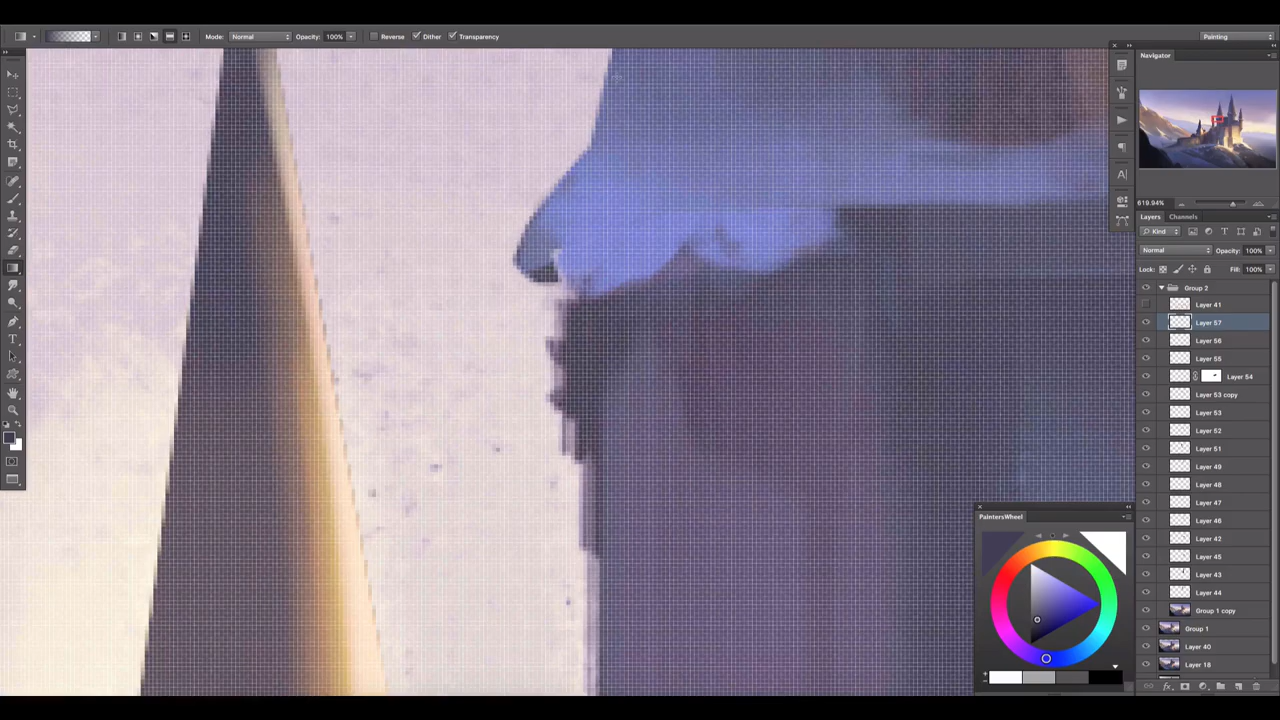 Mode: Normal Opacity: 100% Reverse Dither Transparency Painting
Navigator
619.94%
Layers Channels
Kind
Normal Opacity: 100%
Lock: Fill: 100%
Group 2
Layer 41
Layer 57
Layer 56
Layer 55
Layer 54
Layer 53 copy
Layer 53
Layer 52
Layer 51
Layer 49
Layer 48
Layer 47
Layer 46
Layer 42
Layer 45
Layer 43
Layer 44
Group 1 copy
Group 1
Layer 40
Layer 18
PaintersWheel